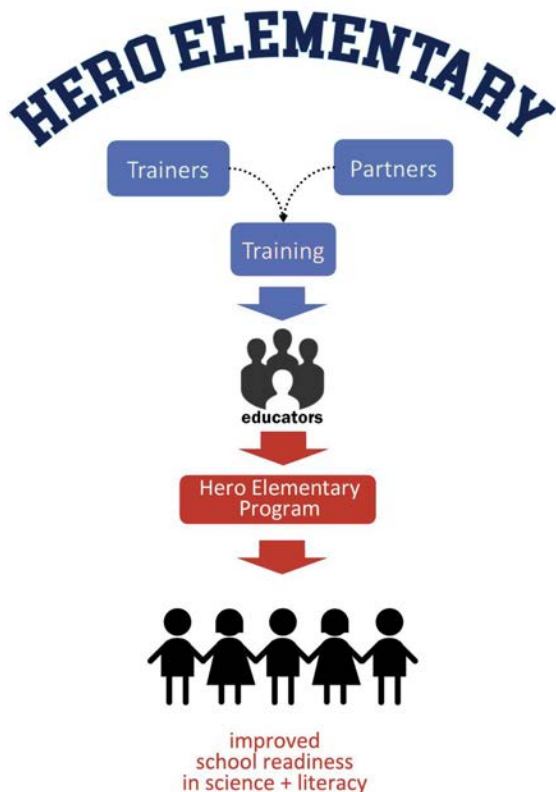 HERO ELEMENTARY
Trainers
Partners
Training
educators
Hero Elementary
Program
improved
school readiness
in science + literacy